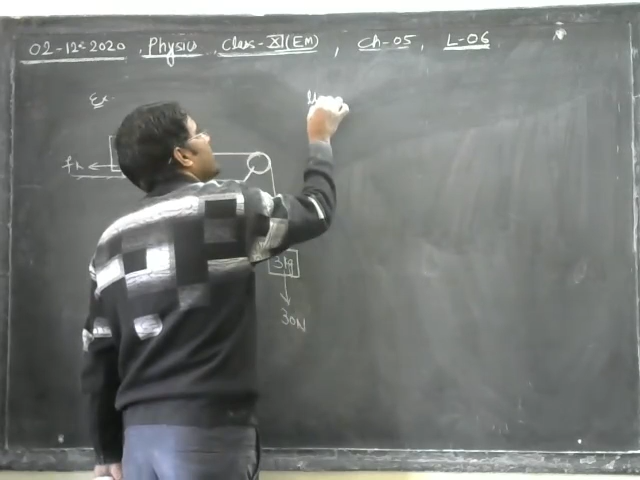 02-12-2020, Physics Class-XI(EM), Ch-05, L-06
Ex-
fk
3kg
30N